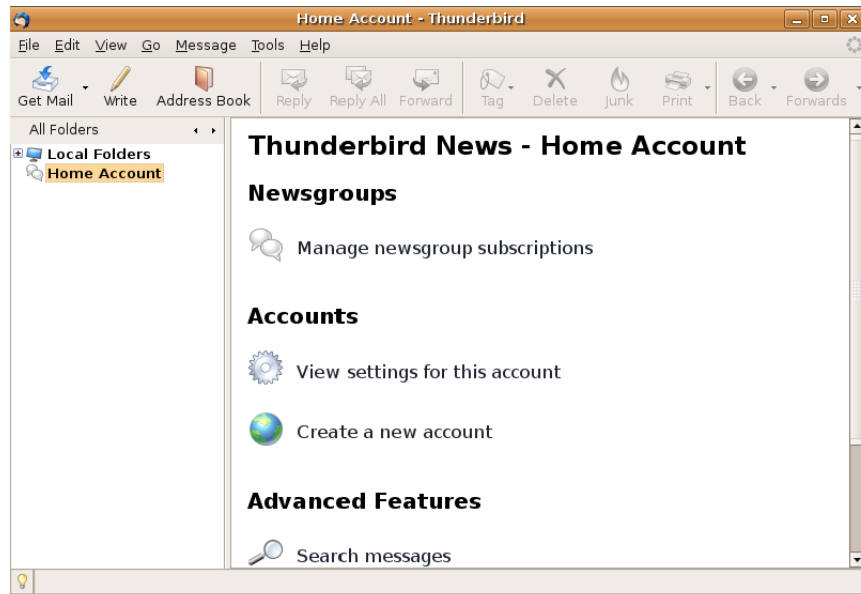 Home Account - Thunderbird
File Edit View Go Message Tools Help
Get Mail Write Address Book Reply Reply All Forward Tag Delete Junk Print Back Forwards
All Folders
Local Folders
Home Account
Thunderbird News - Home Account
Newsgroups
Manage newsgroup subscriptions
Accounts
View settings for this account
Create a new account
Advanced Features
Search messages